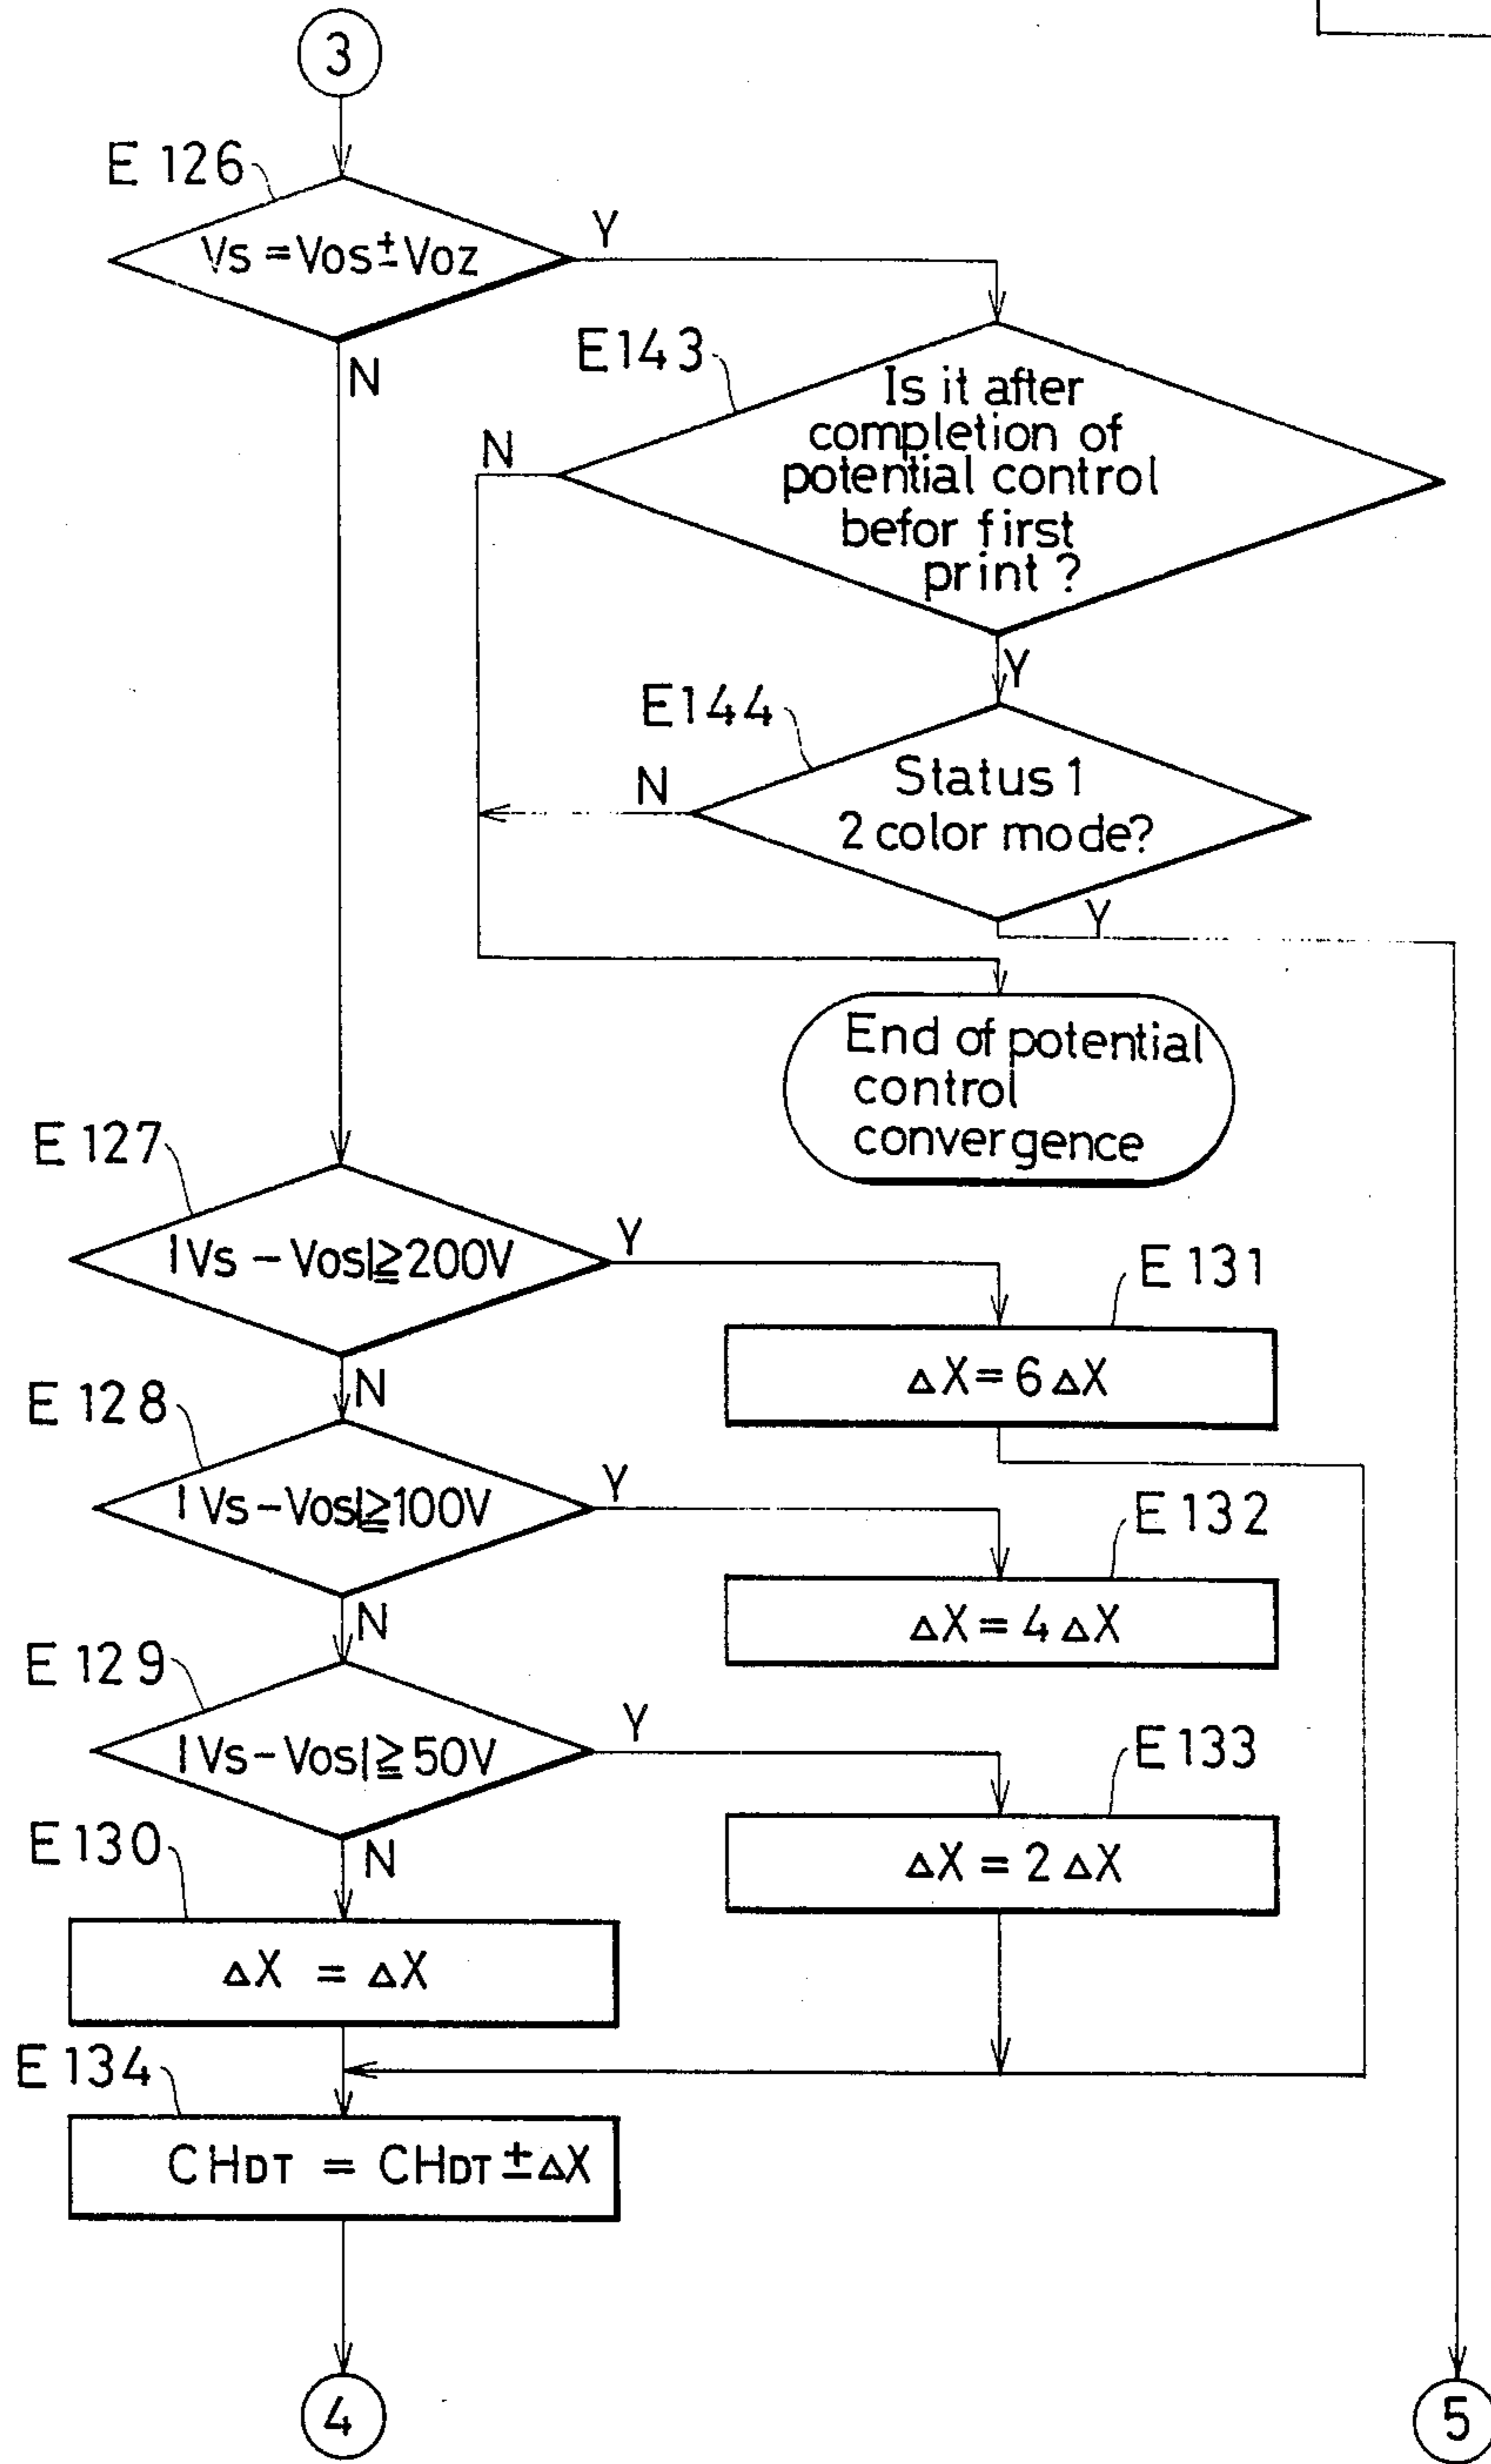 3
E 126
Vs = Vos ± Voz
Y
N
E143
Is it after
completion of
potential control
befor first
print ?
N
Y
E144
Status 1
2 color mode?
N
Y
End of potential
control
convergence
E 127
|Vs - Vos|≧200V
Y
N
E 131
ΔX = 6 ΔX
E 128
|Vs - Vos|≧100V
Y
N
E 132
ΔX = 4 ΔX
E 129
|Vs - Vos|≧50V
Y
N
E 133
ΔX = 2 ΔX
E 130
ΔX = ΔX
E 134
CHDT = CHDT ± ΔX
4
5